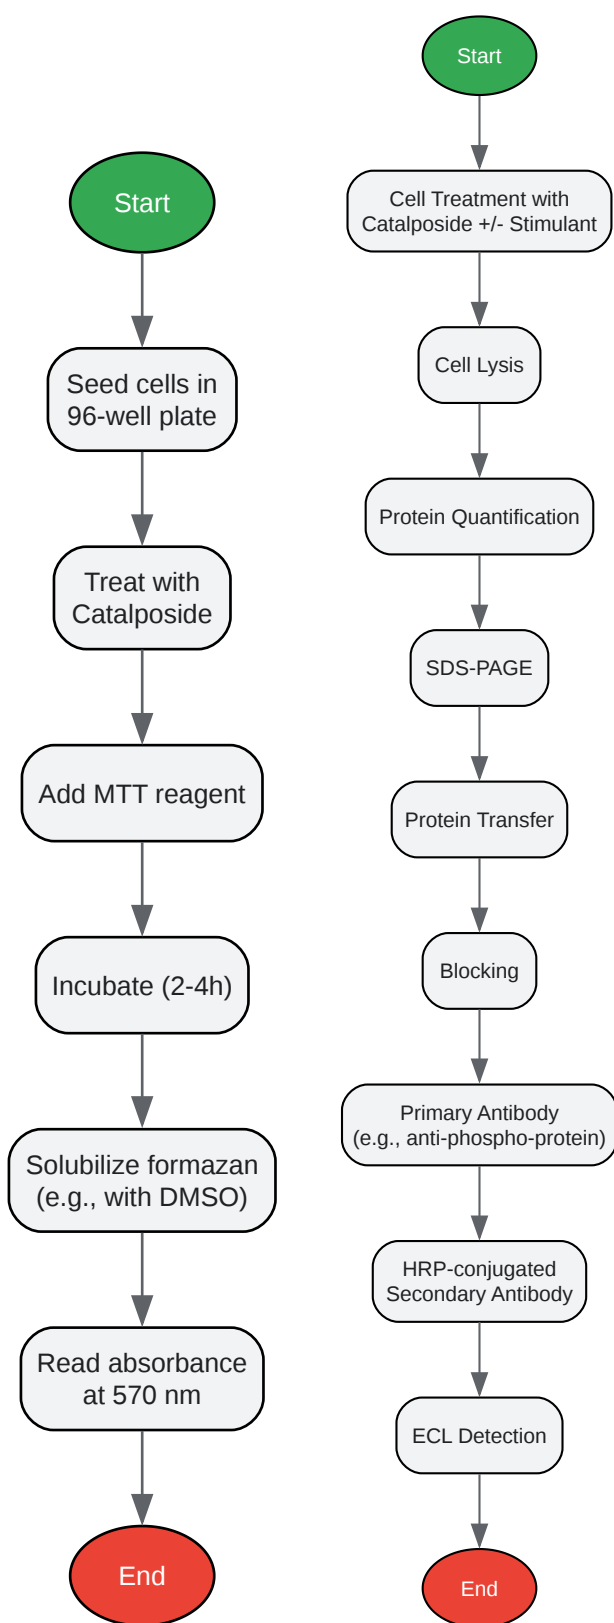 Start
Seed cells in
96-well plate
Treat with
Catalposide
Add MTT reagent
Incubate (2-4h)
Solubilize formazan
(e.g., with DMSO)
Read absorbance
at 570 nm
End
Start
Cell Treatment with
Catalposide +/- Stimulant
Cell Lysis
Protein Quantification
SDS-PAGE
Protein Transfer
Blocking
Primary Antibody
(e.g., anti-phospho-protein)
HRP-conjugated
Secondary Antibody
ECL Detection
End